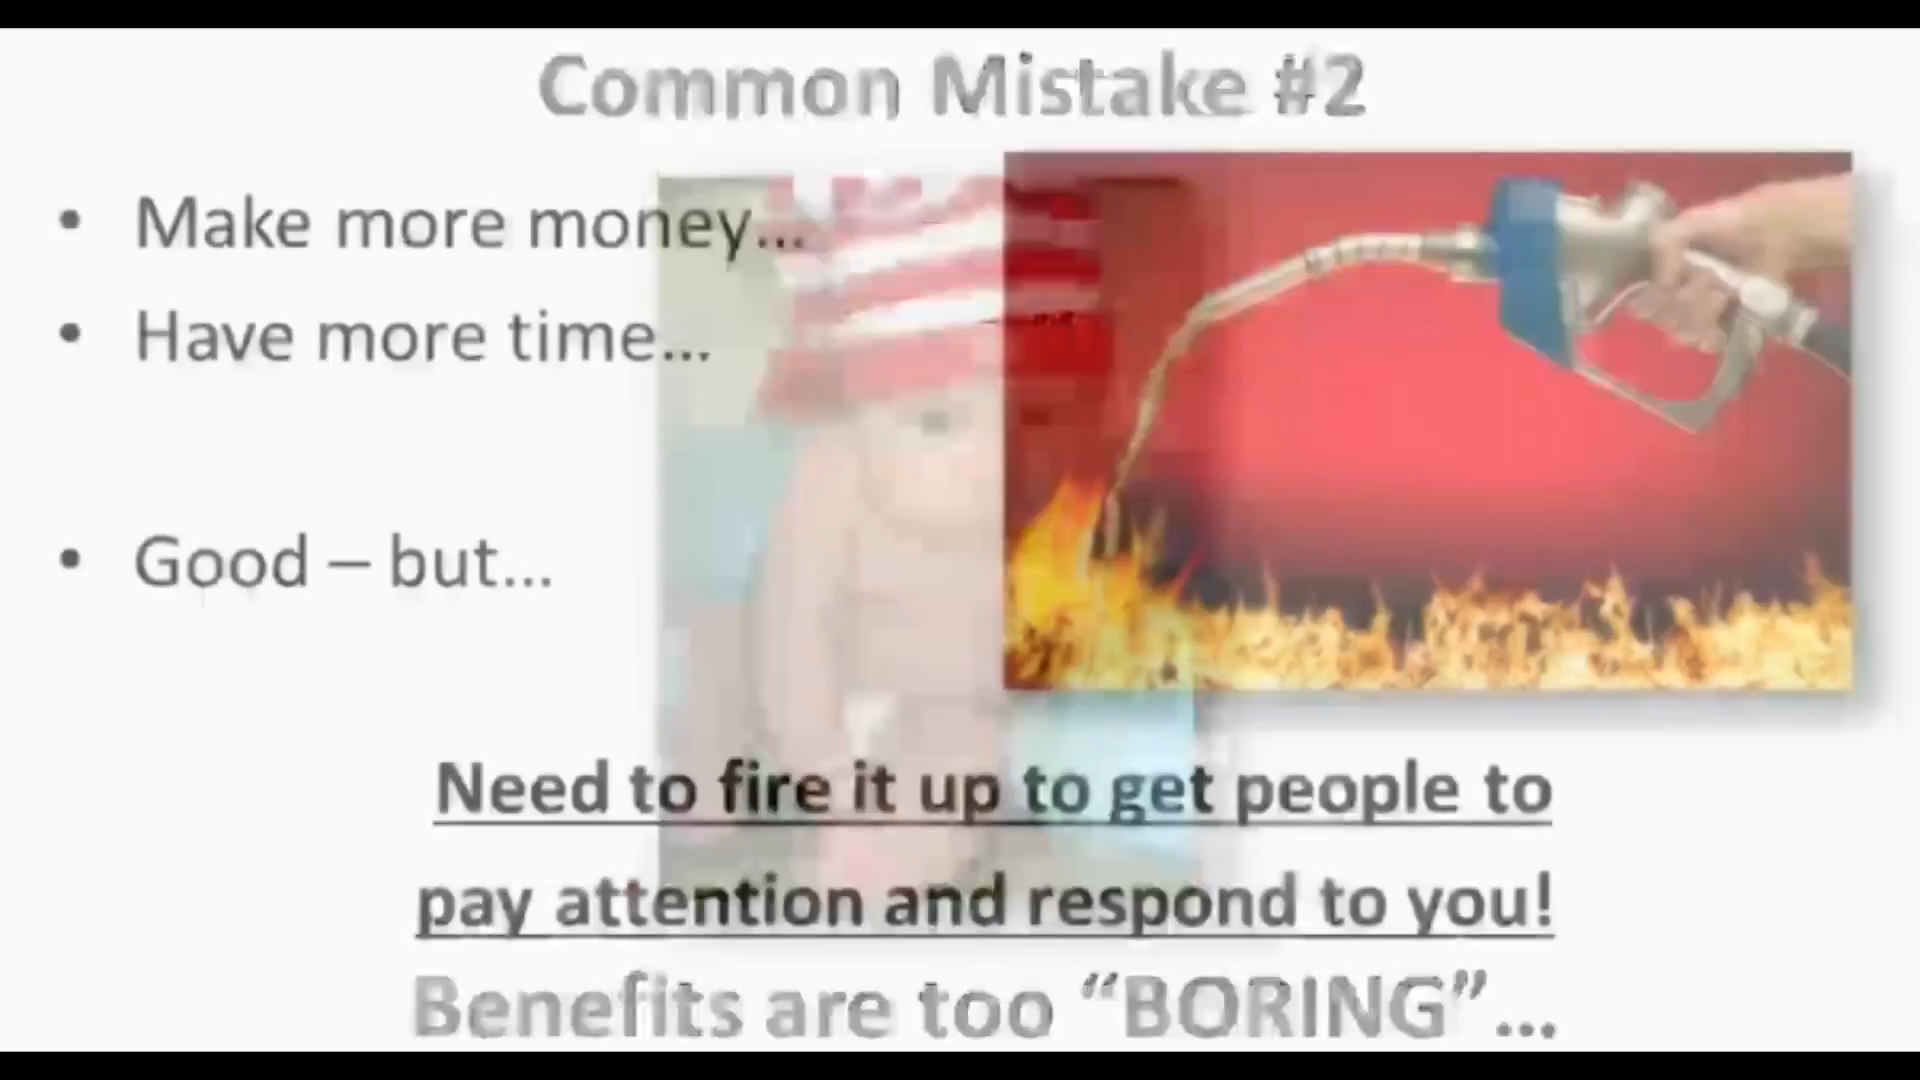 Common Mistake #2
• Make more money...
• Have more time...
• Good – but...
Need to fire it up to get people to
pay attention and respond to you!
Benefits are too “BORING”...